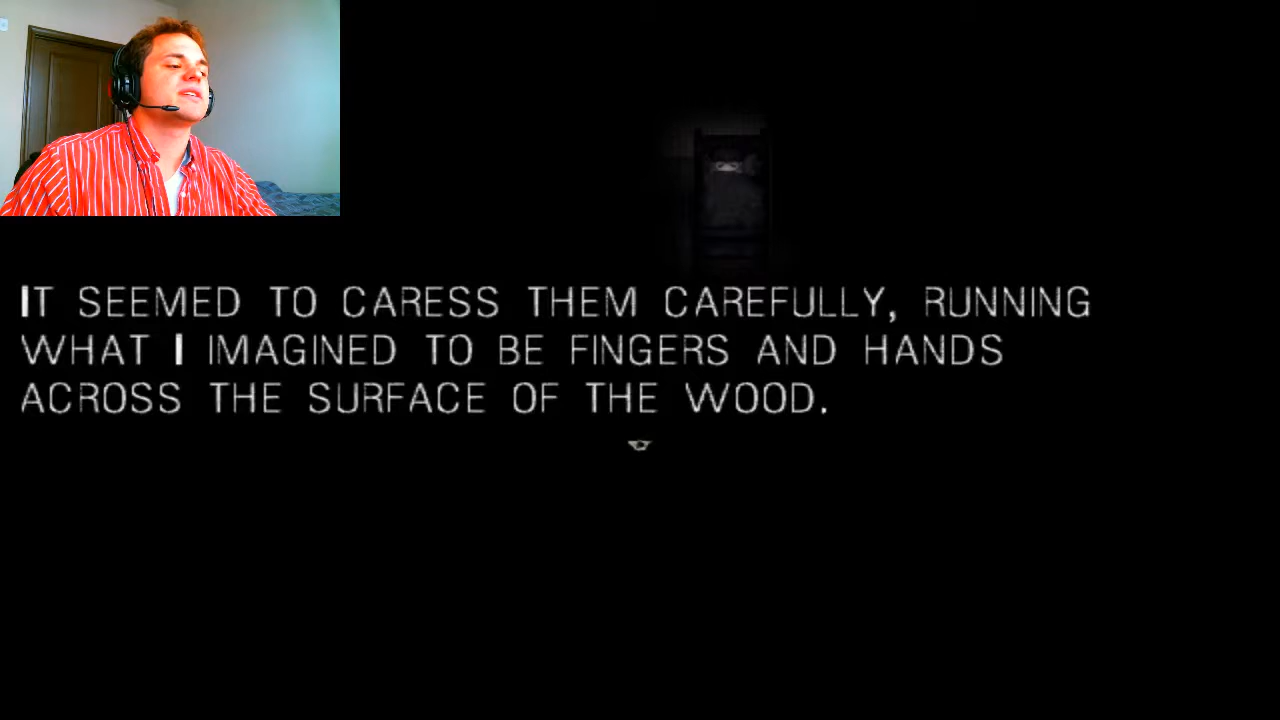 IT SEEMED TO CARESS THEM CAREFULLY, RUNNING
WHAT I IMAGINED TO BE FINGERS AND HANDS
ACROSS THE SURFACE OF THE WOOD.